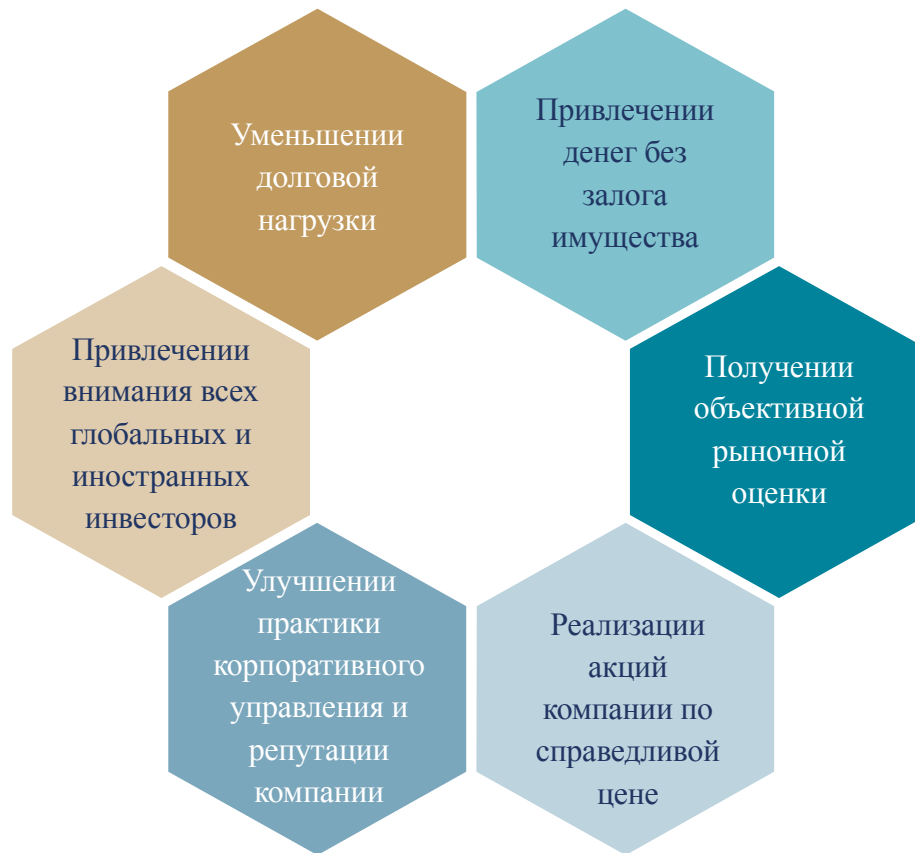 Уменьшении
долговой
нагрузки
Привлечении
денег без
залога
имущества
Привлечении
внимания всех
глобальных и
иностранных
инвесторов
Получении
объективной
рыночной
оценки
Улучшении
практики
корпоративного
управления и
репутации
компании
Реализации
акций
компании по
справедливой
цене